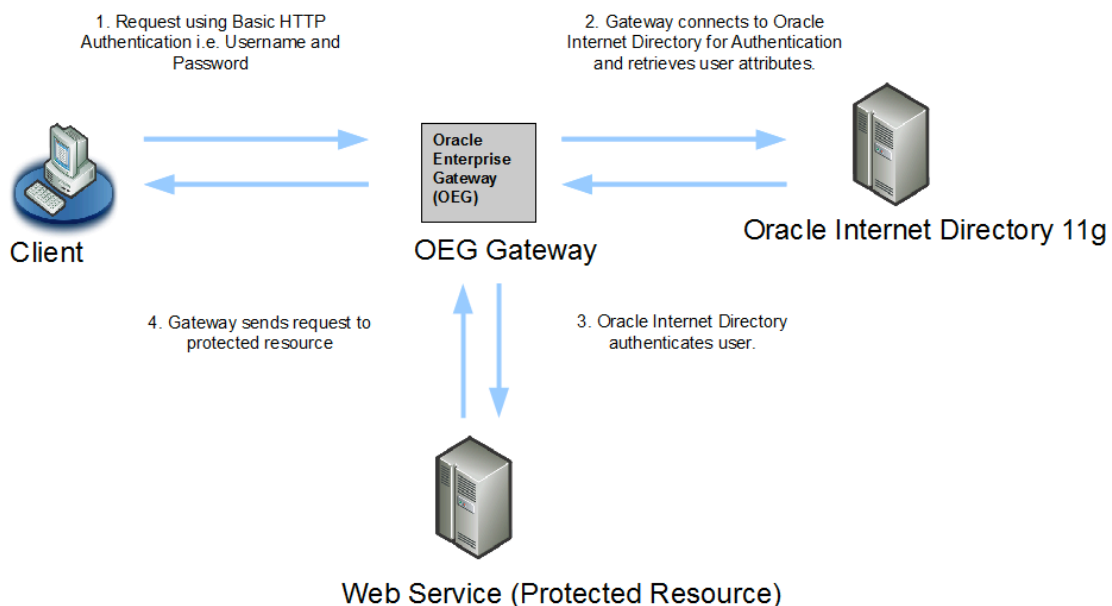 1. Request using Basic HTTP
Authentication i.e. Username and
Password
2. Gateway connects to Oracle
Internet Directory for Authentication
and retrieves user attributes.
Oracle
Enterprise
Gateway
(OEG)
Client
OEG Gateway
Oracle Internet Directory 11g
4. Gateway sends request to
protected resource
3. Oracle Internet Directory
authenticates user.
Web Service (Protected Resource)